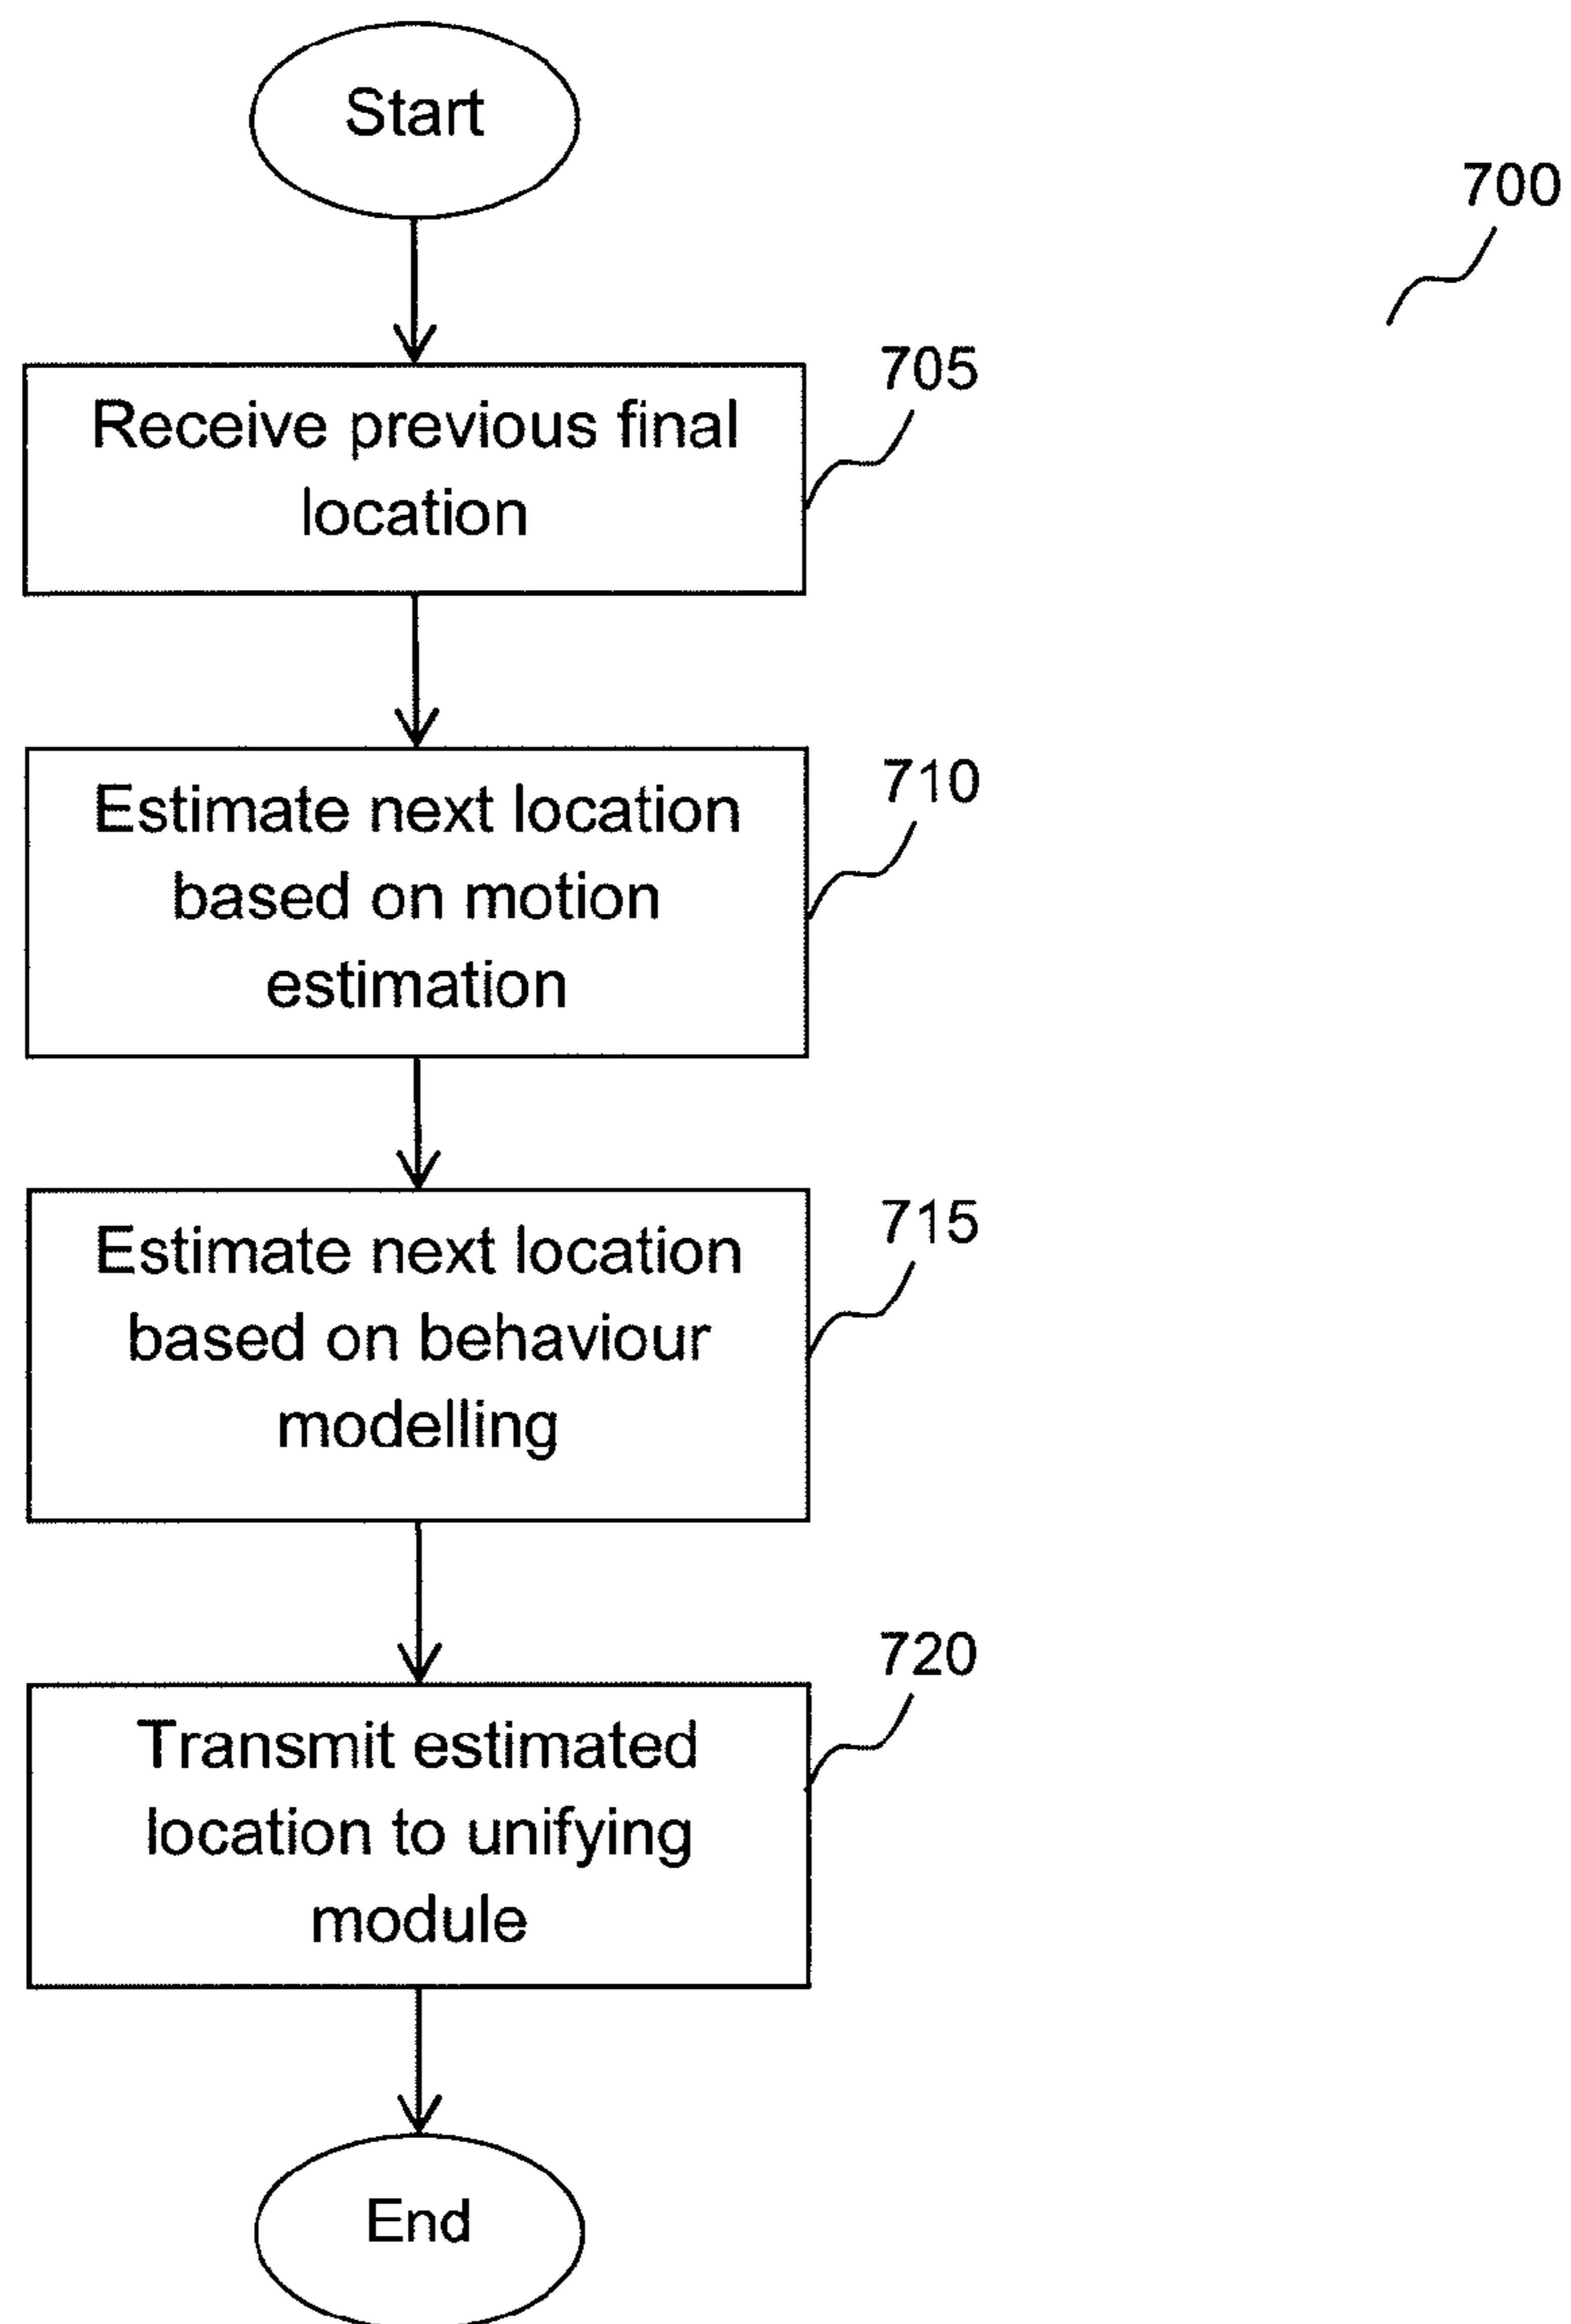 Start
700
705
Receive previous final
location
710
Estimate next location
based on motion
estimation
715
Estimate next location
based on behaviour
modelling
720
Transmit estimated
location to unifying
module
End